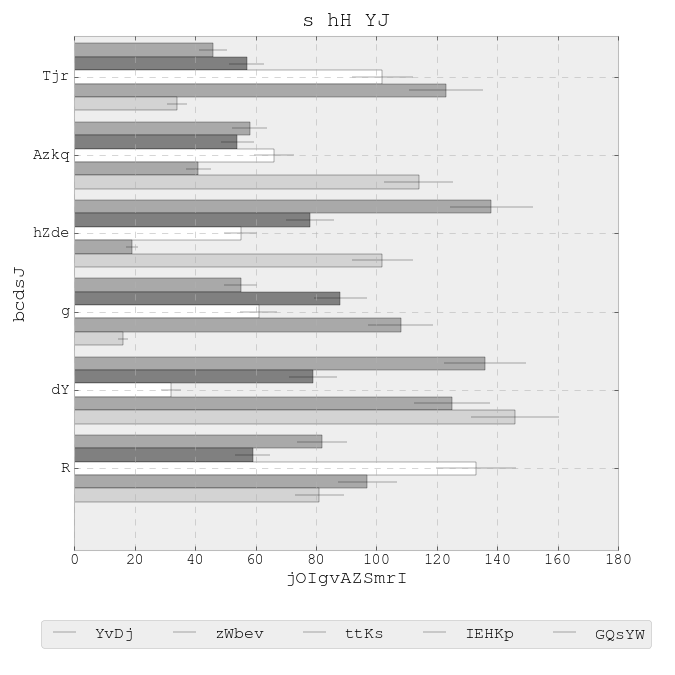 s hH YJ
Tjr
Azkq
hZde
g
dY
R
bcdsJ
0 20 40 60 80 100 120 140 160 180
jOIgvAZSmrI
YvDj zWbev ttKs IEHKp GQsYW